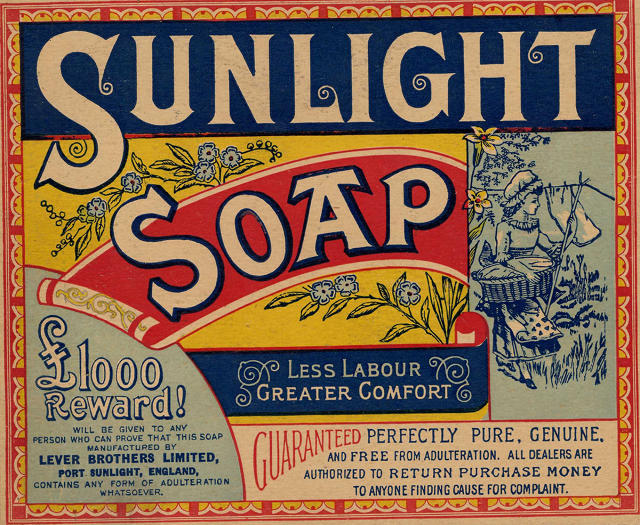 SUNLIGHT
SOAP
LESS LABOUR
GREATER COMFORT
£1000
Reward!
WILL BE GIVEN TO ANY
PERSON WHO CAN PROVE THAT THIS SOAP
MANUFACTURED BY
LEVER BROTHERS LIMITED,
PORT SUNLIGHT, ENGLAND,
CONTAINS ANY FORM OF ADULTERATION
WHATSOEVER.
GUARANTEED PERFECTLY PURE, GENUINE,
AND FREE FROM ADULTERATION. ALL DEALERS ARE
AUTHORIZED TO RETURN PURCHASE MONEY
TO ANYONE FINDING CAUSE FOR COMPLAINT.